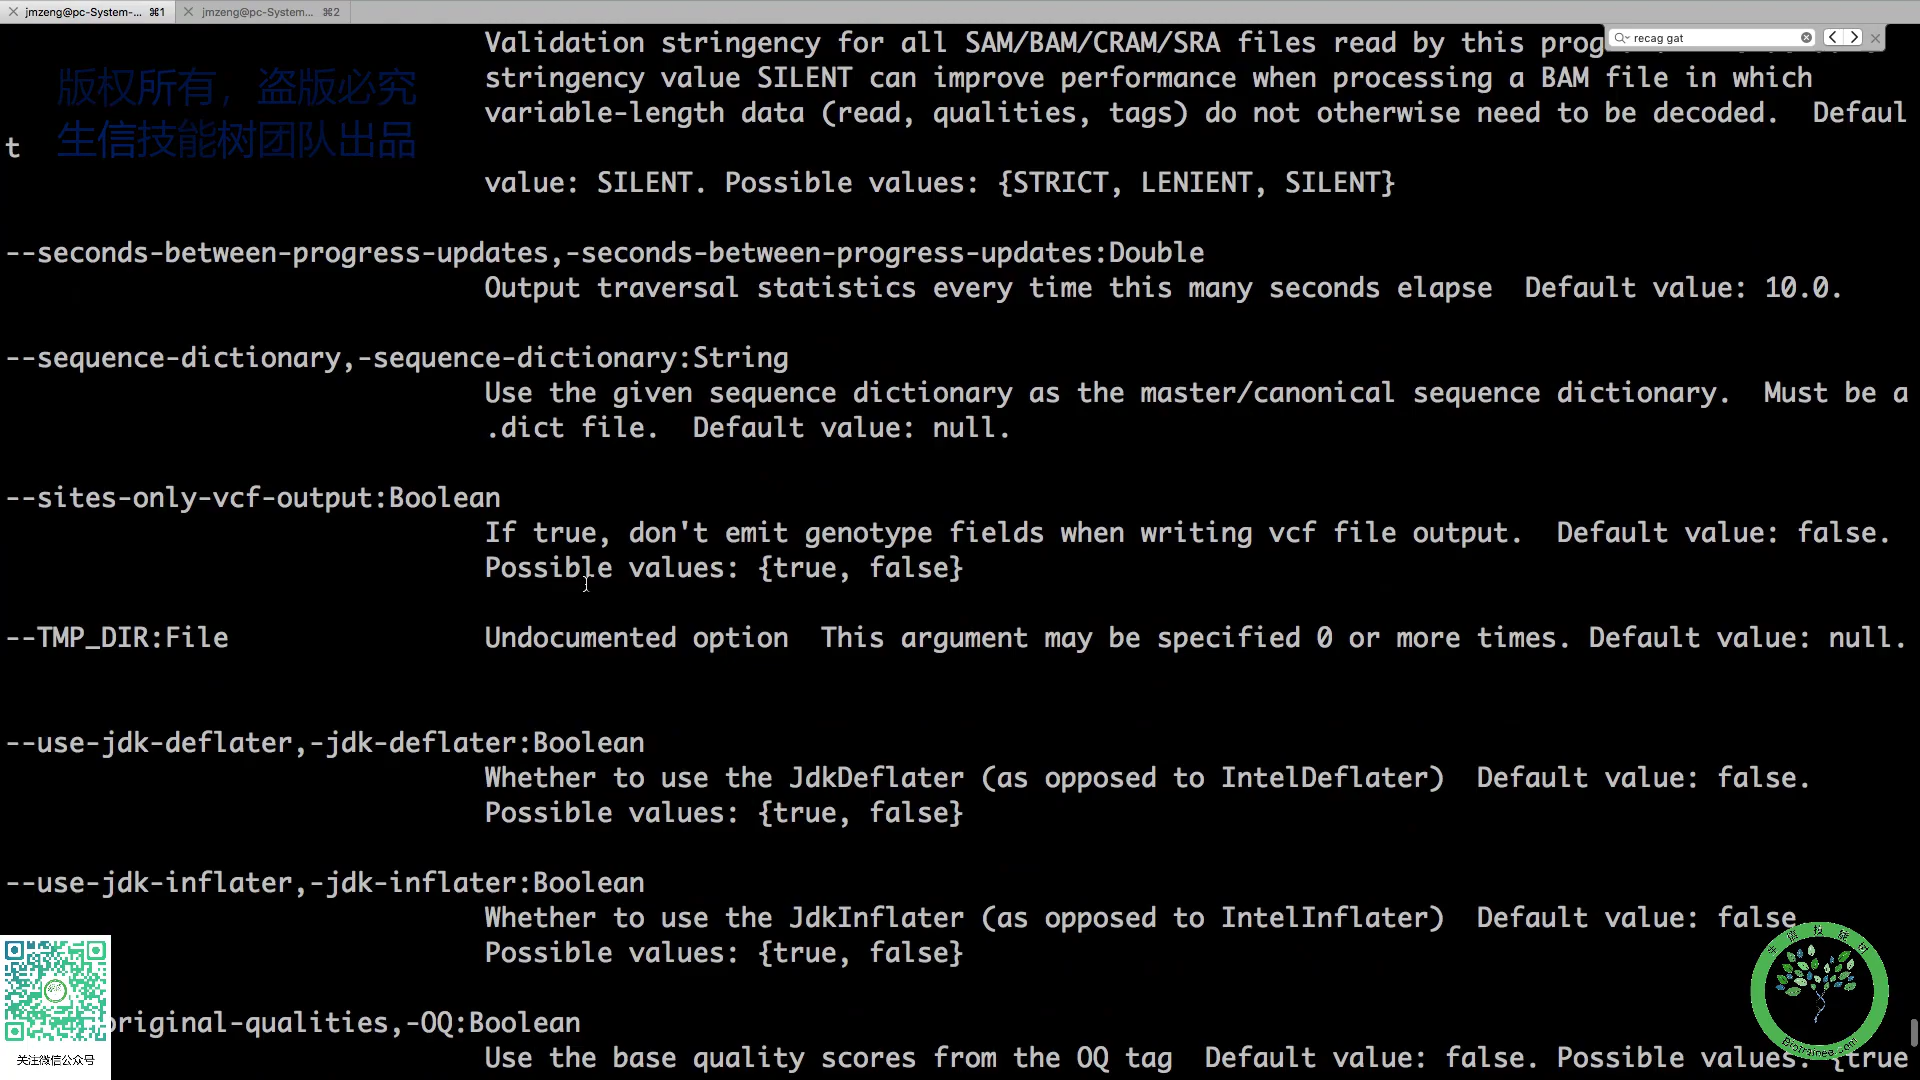 jmzeng@pc-System-... ⌘1 jmzeng@pc-System... ⌘2
recag gat
Validation stringency for all SAM/BAM/CRAM/SRA files read by this
stringency value SILENT can improve performance when processing a BAM file in which
variable-length data (read, qualities, tags) do not otherwise need to be decoded.  Defaul
t
value: SILENT. Possible values: {STRICT, LENIENT, SILENT}
版权所有，盗版必究
生信技能树团队出品
--seconds-between-progress-updates,-seconds-between-progress-updates:Double
Output traversal statistics every time this many seconds elapse  Default value: 10.0.
--sequence-dictionary,-sequence-dictionary:String
Use the given sequence dictionary as the master/canonical sequence dictionary.  Must be a
.dict file.  Default value: null.
--sites-only-vcf-output:Boolean
If true, don't emit genotype fields when writing vcf file output.  Default value: false.
Possible values: {true, false}
--TMP_DIR:File Undocumented option  This argument may be specified 0 or more times. Default value: null.
--use-jdk-deflater,-jdk-deflater:Boolean
Whether to use the JdkDeflater (as opposed to IntelDeflater)  Default value: false.
Possible values: {true, false}
--use-jdk-inflater,-jdk-inflater:Boolean
Whether to use the JdkInflater (as opposed to IntelInflater)  Default value: false.
Possible values: {true, false}
original-qualities,-OQ:Boolean
Use the base quality scores from the OQ tag  Default value: false. Possible values: {true
关注微信公众号
生信技能树